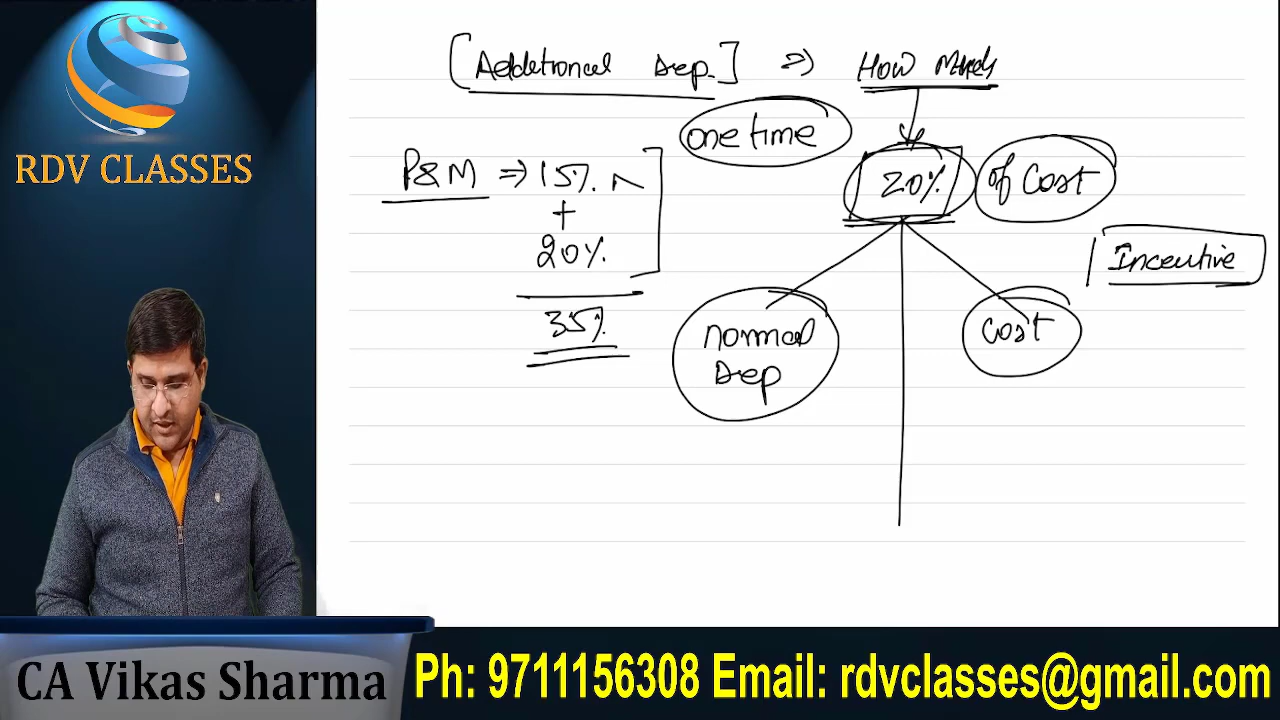 [Additional Dep.] ⇒ How Much
one time
P&M ⇒ 15%
+
20%
35%
20% of Cost
Incentive
normal
Dep
Cost
RDV CLASSES
CA Vikas Sharma
Ph: 9711156308 Email: rdvclasses@gmail.com